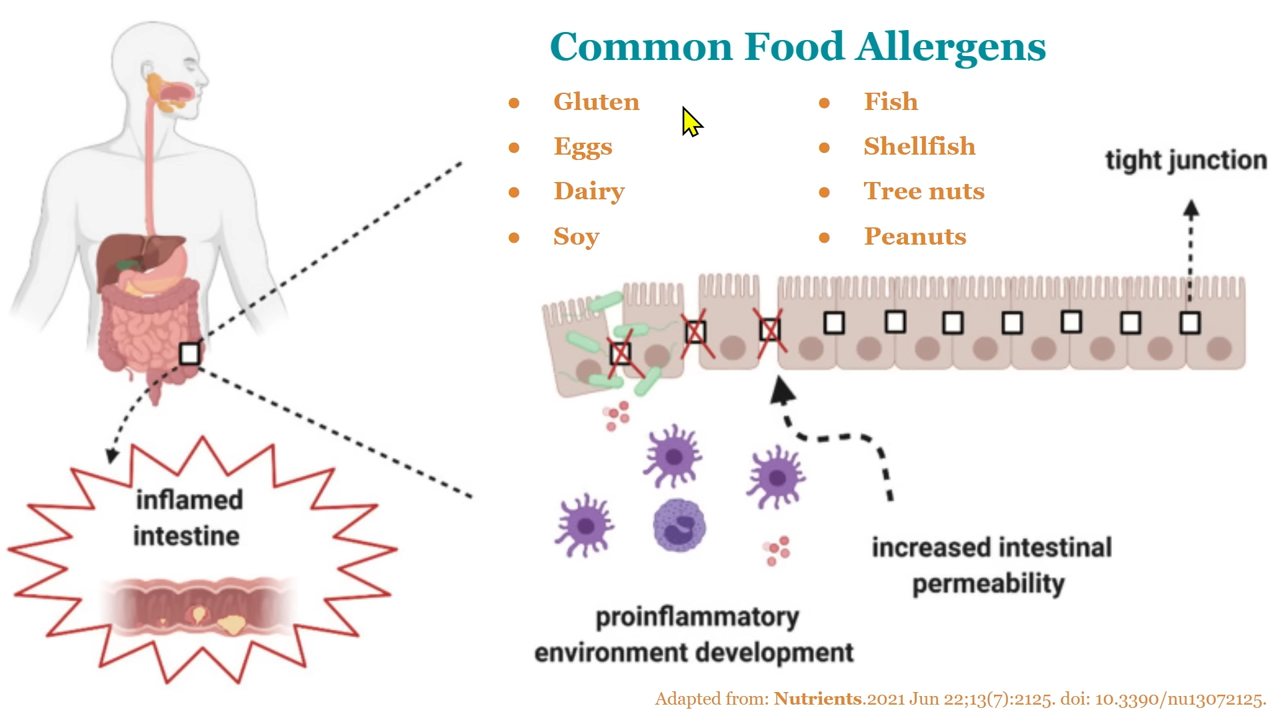 Common Food Allergens
● Gluten
● Eggs
● Dairy
● Soy
● Fish
● Shellfish
● Tree nuts
● Peanuts
tight junction
inflamed
intestine
increased intestinal
permeability
proinflammatory
environment development
Adapted from: Nutrients.2021 Jun 22;13(7):2125. doi: 10.3390/nu13072125.